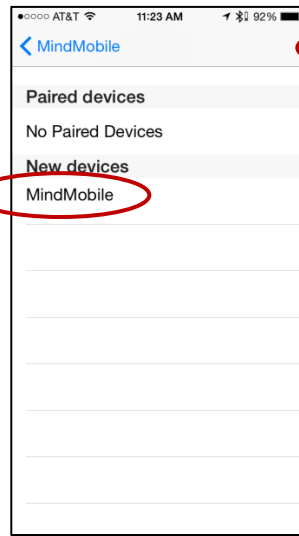 AT&T 11:23 AM 92%
MindMobile
Paired devices
No Paired Devices
New devices
MindMobile